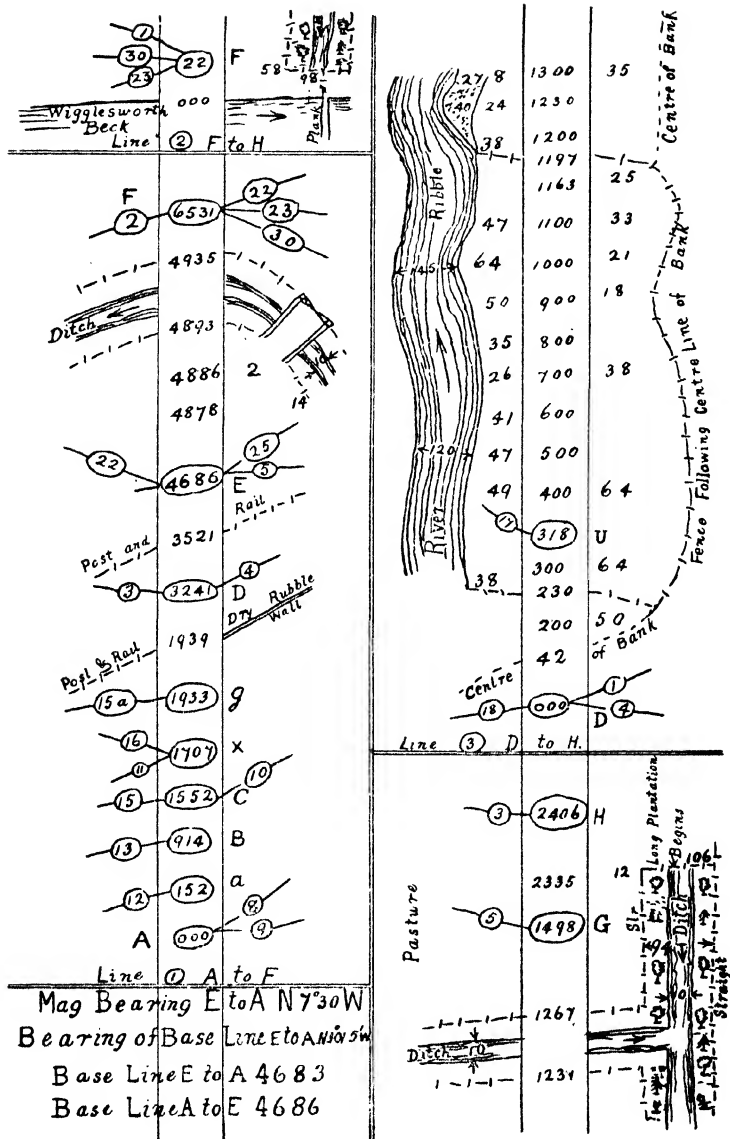 1
30 22 F
23
58 98
000
Wigglesworth
Beck
Plank
Line 2 F to H
F 22
2 6531 23
30
4935
Ditch
4893
4886 2
14
4878
22 25
4686 5
E
Post and 3521 Rail
3 3241 4
D
Dry Rubble
Wall
Post & Rail 1939
15a 1933 g
16
1707 x
11
10
15 1552 C
13 914 B
12 152 a
8
A 000 9
Line 1 A to F
Mag Bearing E to A N 7°30 W
Bearing of Base Line E to A
Base Line E to A 4683
Base Line A to E 4686
27 8 1300 35
40 24 1230
Centre of Bank
38 1200
1197
Ribble
1163 25
47 1100 33
145 64 1000 21
50 900 18
35 800
26 700 38
41 600
120 47 500
49 400 64
River
17 318 U
300 64
38 230
200 50
42
Centre of Bank
Fence Following Centre Line of Bank
1
18 000 4
D
Line 3 D to H.
3 2406 H
Long Plantation
Begins
106
2335 12
Pasture
5 1498 G
Str
Ditch
Straight
1267
Ditch 10
1231